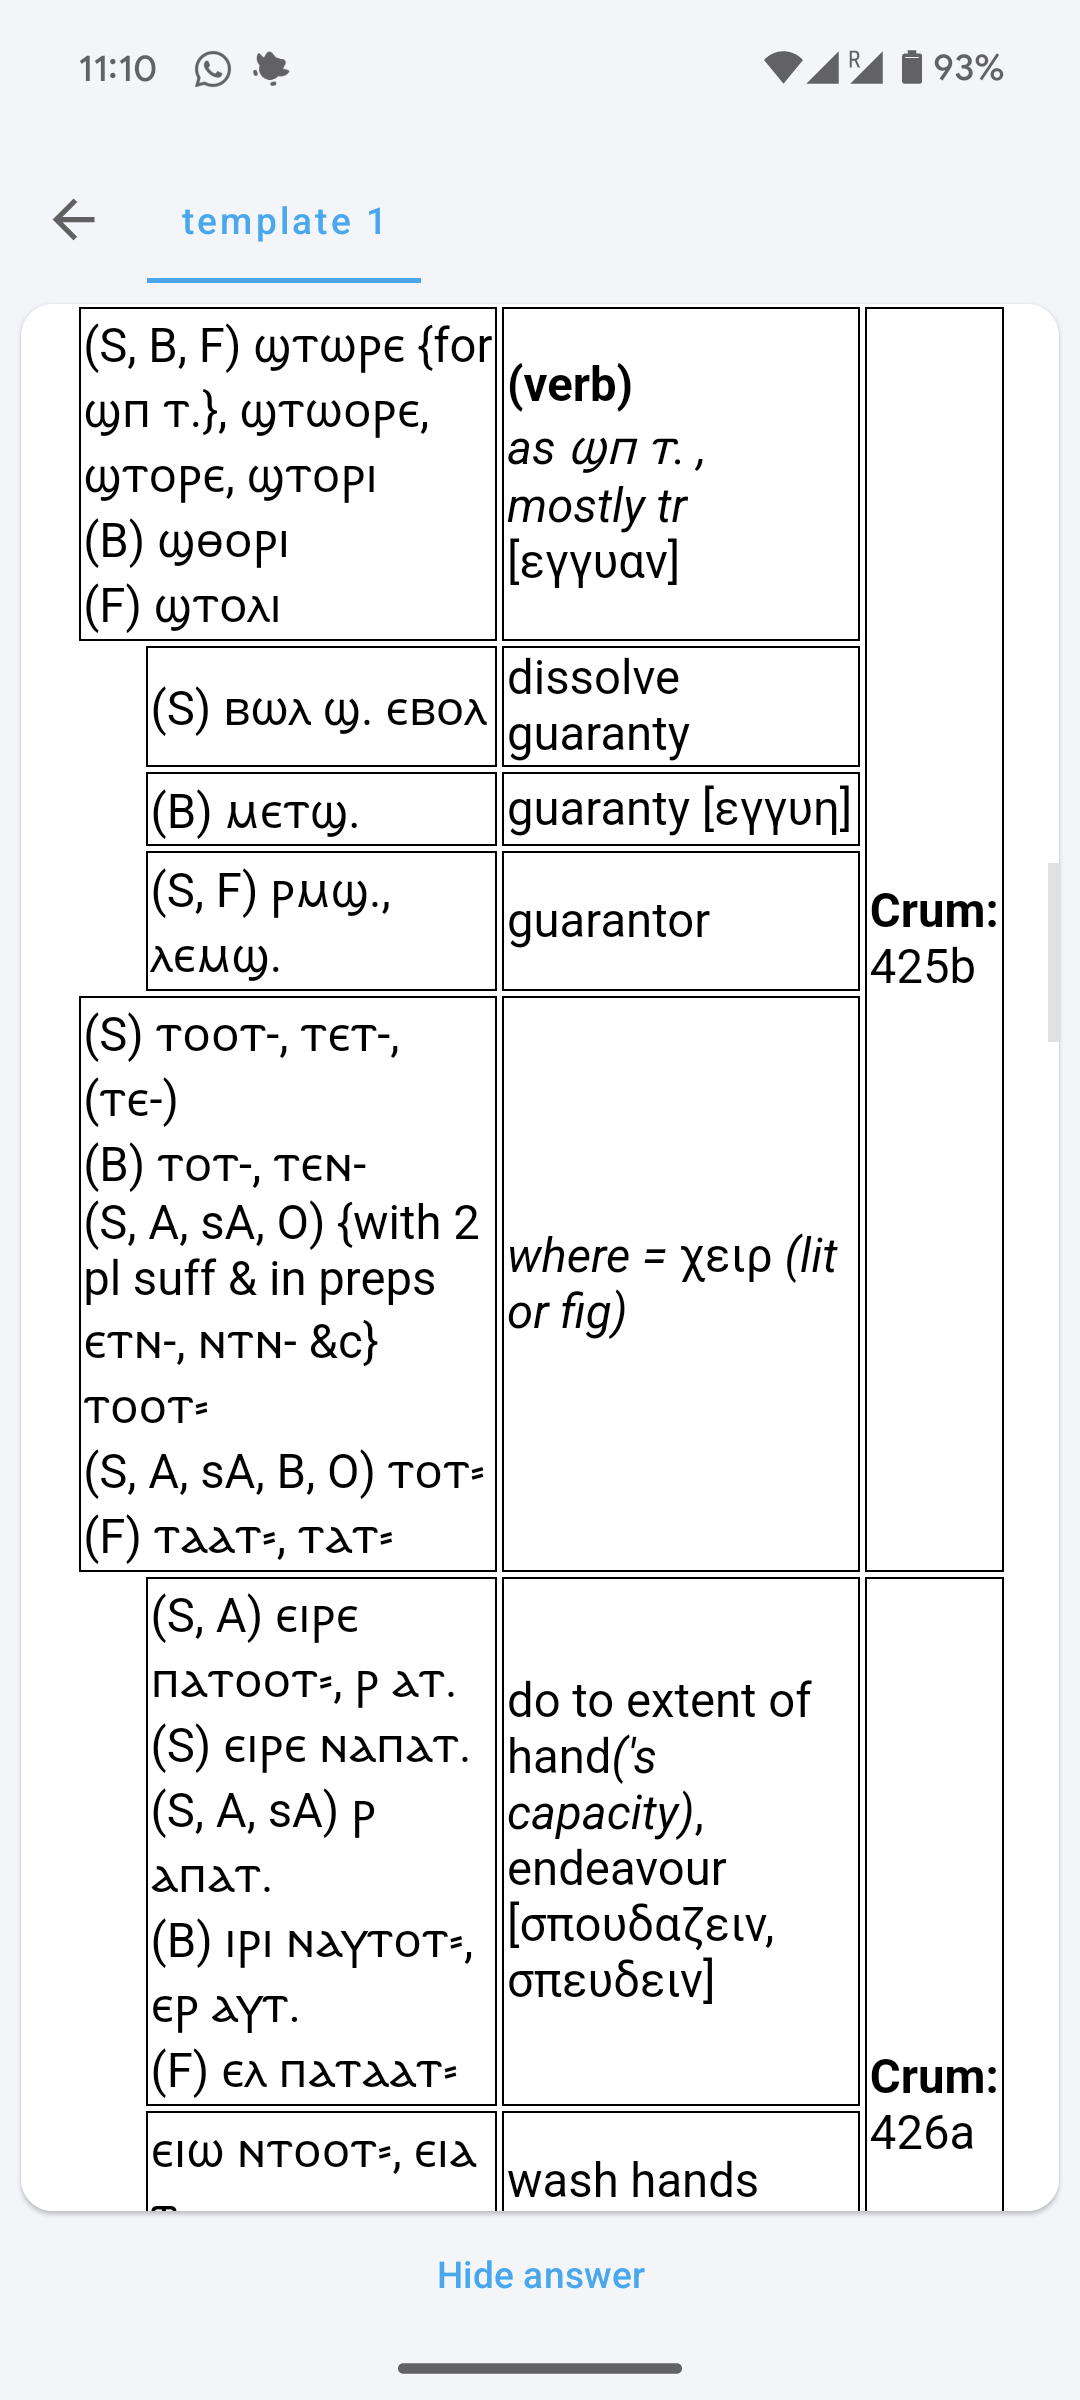 11:10
R 93%
template 1
(S, B, F) ϣⲧⲱⲣⲉ {for
ϣⲡ ⲧ.}, ϣⲧⲱⲟⲣⲉ,
ϣⲧⲟⲣⲉ, ϣⲧⲟⲣⲓ
(B) ϣⲑⲟⲣⲓ
(F) ϣⲧⲟⲗⲓ
(verb)
as ϣⲡ ⲧ. ,
mostly tr
[εγγυαν]
(S) ⲃⲱⲗ ϣ. ⲉⲃⲟⲗ
dissolve
guaranty
(B) ⲙⲉⲧϣ.
guaranty [εγγυη]
(S, F) ⲣⲙϣ.,
ⲗⲉⲙϣ.
guarantor
Crum:
425b
(S) ⲧⲟⲟⲧ-, ⲧⲉⲧ-,
(ⲧⲉ-)
(B) ⲧⲟⲧ-, ⲧⲉⲛ-
(S, A, sA, O) {with 2
pl suff & in preps
ⲉⲧⲛ-, ⲛⲧⲛ- &c}
ⲧⲟⲟⲧ⸗
(S, A, sA, B, O) ⲧⲟⲧ⸗
(F) ⲧⲁⲁⲧ⸗, ⲧⲁⲧ⸗
where = χειρ (lit
or fig)
(S, A) ⲉⲓⲣⲉ
ⲡⲁⲧⲟⲟⲧ⸗, ⲣ ⲁⲧ.
(S) ⲉⲓⲣⲉ ⲛⲁⲡⲁⲧ.
(S, A, sA) ⲣ
ⲁⲡⲁⲧ.
(B) ⲓⲣⲓ ⲛⲁⲩⲧⲟⲧ⸗,
ⲉⲣ ⲁⲩⲧ.
(F) ⲉⲗ ⲡⲁⲧⲁⲁⲧ⸗
do to extent of
hand('s
capacity),
endeavour
[σπουδαζειν,
σπευδειν]
Crum:
426a
ⲉⲓⲱ ⲛⲧⲟⲟⲧ⸗, ⲉⲓⲁ
wash hands
Hide answer